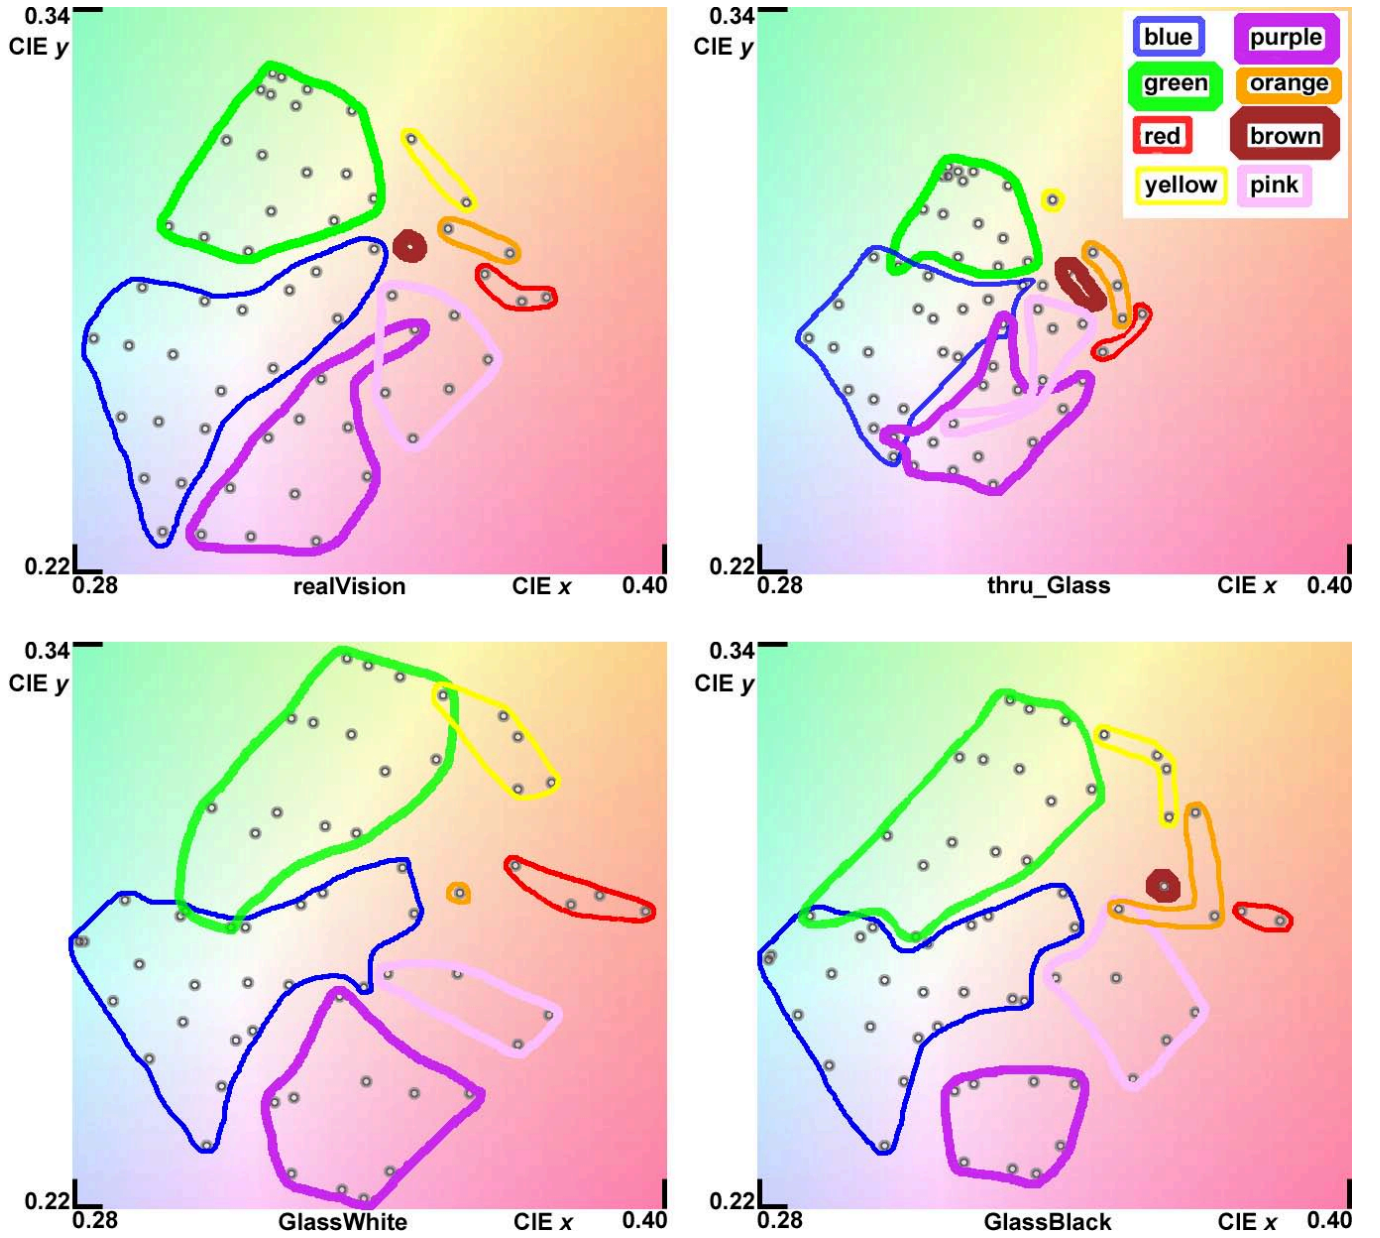 0.34
CIE y
0.22
0.28
realVision
CIE x
0.40
0.34
CIE y
blue
purple
green
orange
red
brown
yellow
pink
0.22
0.28
thru_Glass
CIE x
0.40
0.34
CIE y
0.22
0.28
GlassWhite
CIE x
0.40
0.34
CIE y
0.22
0.28
GlassBlack
CIE x
0.40